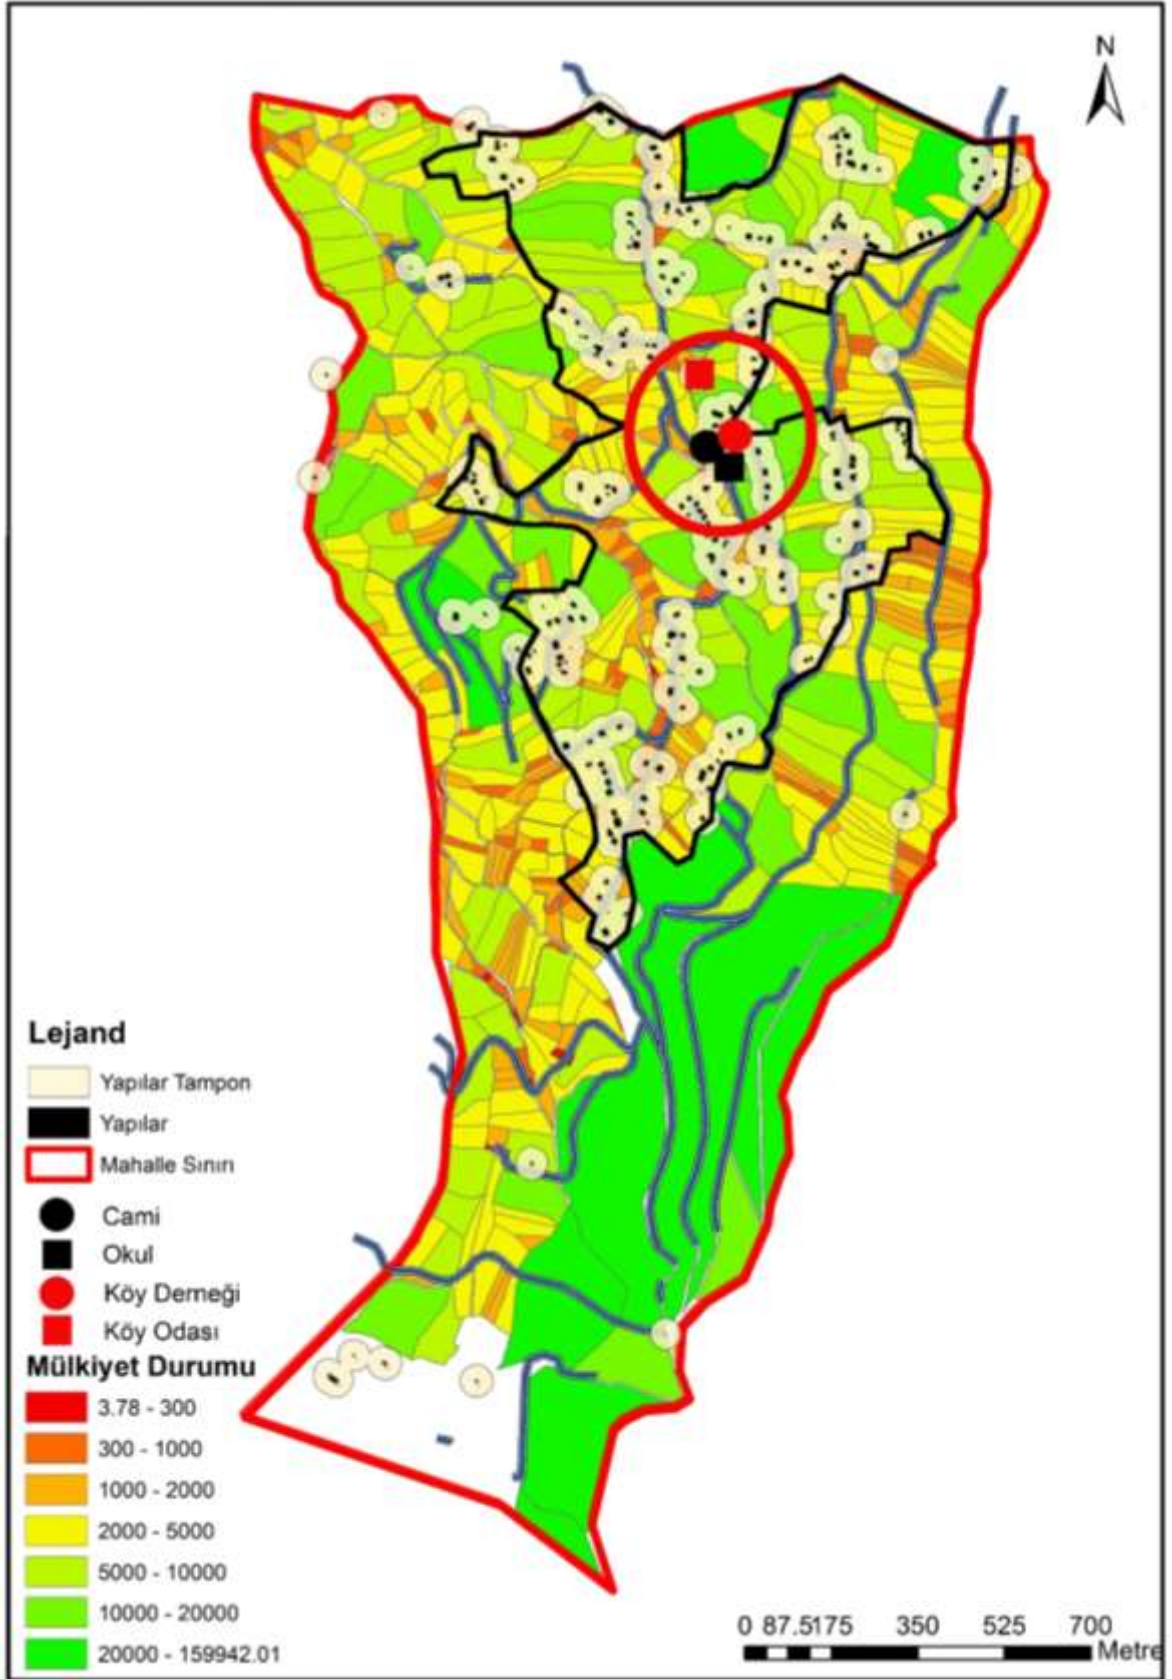 N
Lejand
Yapılar Tampon
Yapılar
Mahalle Sınırı
Cami
Okul
Köy Derneği
Köy Odası
Mülkiyet Durumu
3.78 - 300
300 - 1000
1000 - 2000
2000 - 5000
5000 - 10000
10000 - 20000
20000 - 159942.01
0 87.5175 350 525 700
Metre